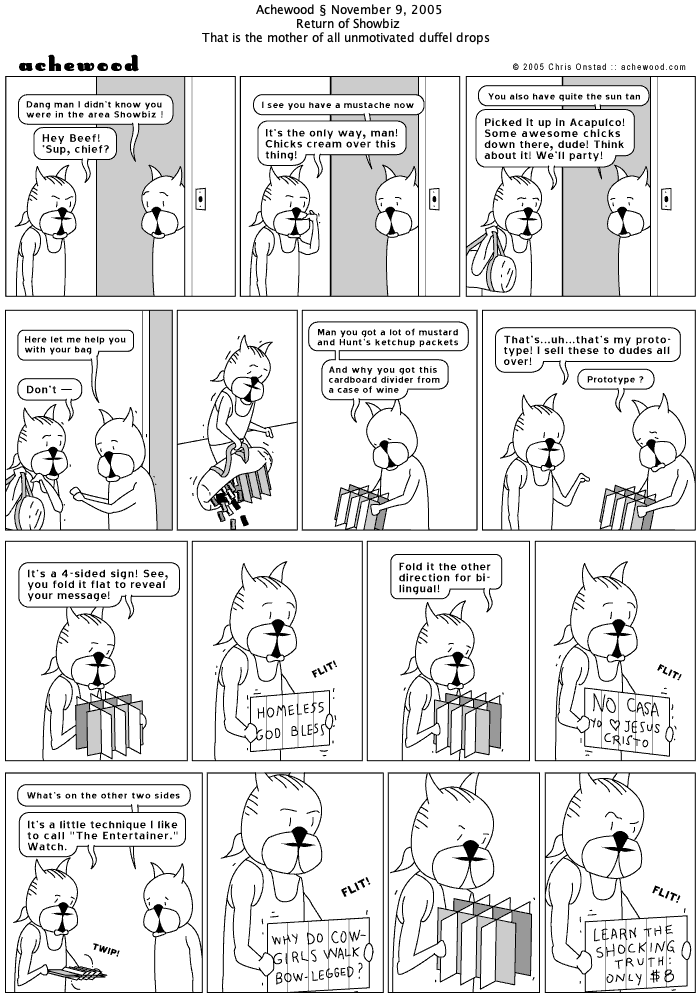 Achewood § November 9, 2005
Return of Showbiz
That is the mother of all unmotivated duffel drops
achewood
© 2005 Chris Onstad :: achewood.com
Dang man I didn't know you
were in the area Showbiz !
Hey Beef!
'Sup, chief?
I see you have a mustache now
It's the only way, man!
Chicks cream over this
thing!
You also have quite the sun tan
Picked it up in Acapulco!
Some awesome chicks
down there, dude! Think
about it! We'll party!
Here let me help you
with your bag
Don't —
Man you got a lot of mustard
and Hunt's ketchup packets
And why you got this
cardboard divider from
a case of wine
That's...uh...that's my proto-
type! I sell these to dudes all
over!
Prototype ?
It's a 4-sided sign! See,
you fold it flat to reveal
your message!
FLIT!
HOMELESS
GOD BLESS
Fold it the other
direction for bi-
lingual!
FLIT!
NO CASA
YO ♡ JESUS
CRISTO
What's on the other two sides
It's a little technique I like
to call "The Entertainer."
Watch.
TWIP!
FLIT!
WHY DO COW-
GIRLS WALK
BOW-LEGGED?
FLIT!
LEARN THE
SHOCKING
TRUTH:
ONLY $8